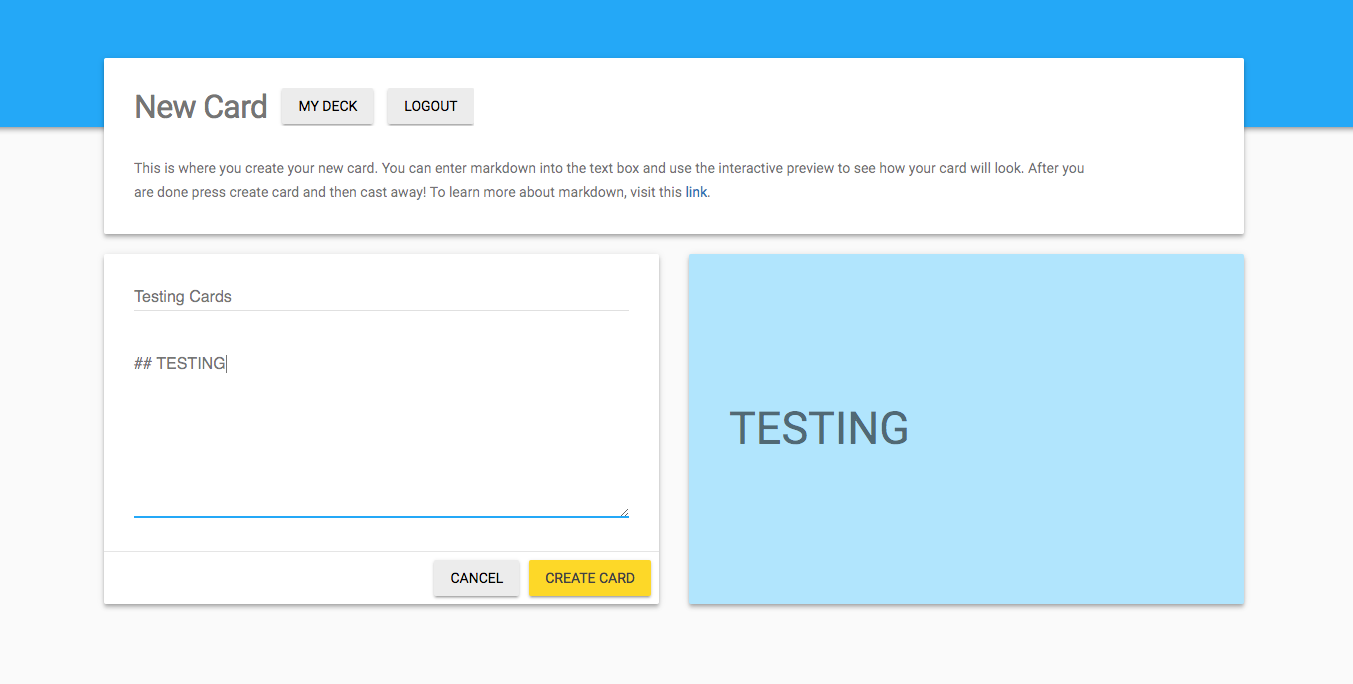 New Card MY DECK LOGOUT
This is where you create your new card. You can enter markdown into the text box and use the interactive preview to see how your card will look. After you
are done press create card and then cast away! To learn more about markdown, visit this link.
Testing Cards
## TESTING
TESTING
CANCEL CREATE CARD